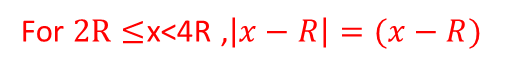 For 2R ≤x<4R ,|x − R| = (x − R)